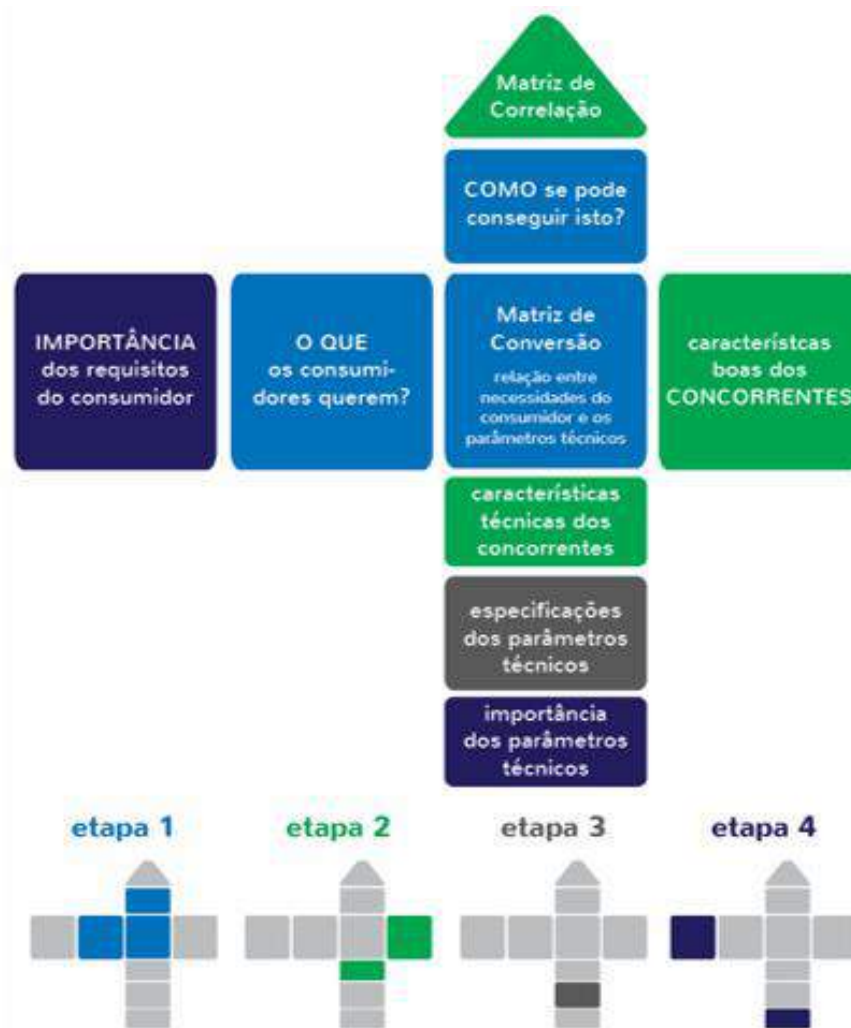 Matriz de
Correlação
COMO se pode
conseguir isto?
IMPORTÂNCIA
dos requisitos
do consumidor
O QUE
os consumi-
dores querem?
Matriz de
Conversão
relação entre
necessidades do
consumidor e os
parâmetros técnicos
característcas
boas dos
CONCORRENTES
características
técnicas dos
concorrentes
especificações
dos parâmetros
técnicos
importância
dos parâmetros
técnicos
etapa 1
etapa 2
etapa 3
etapa 4